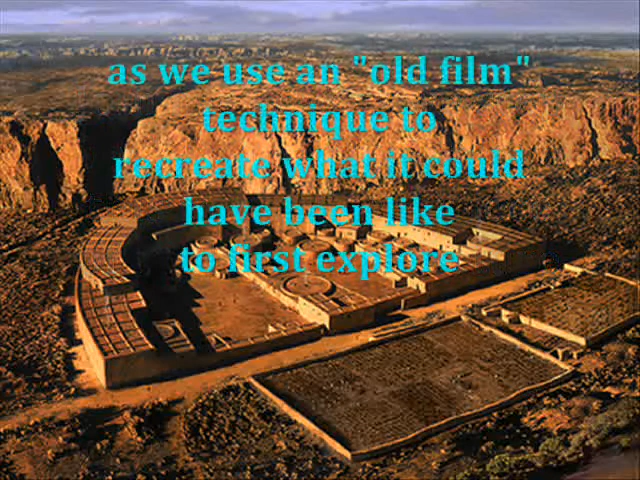 as we use an "old film"
technique to
recreate what it could
have been like
to first explore